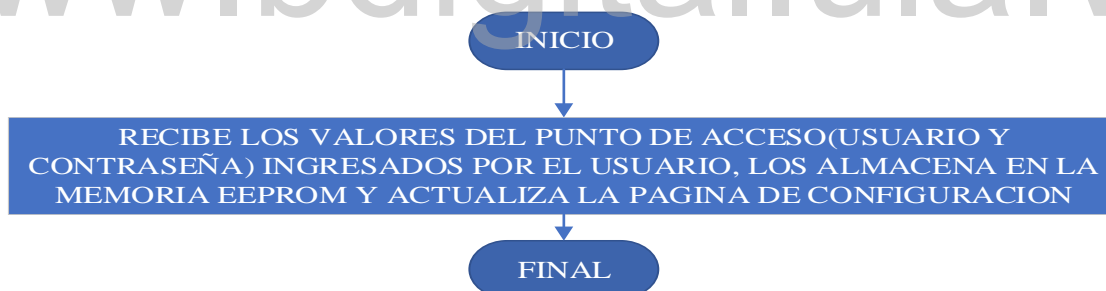 INICIO
RECIBE LOS VALORES DEL PUNTO DE ACCESO(USUARIO Y
CONTRASEÑA) INGRESADOS POR EL USUARIO, LOS ALMACENA EN LA
MEMORIA EEPROM Y ACTUALIZA LA PAGINA DE CONFIGURACION
FINAL